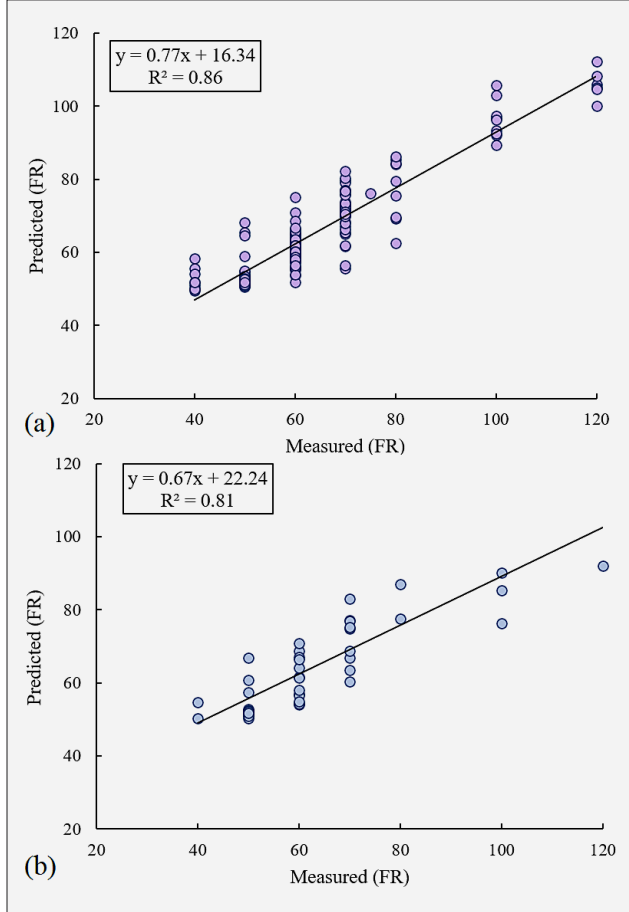 120
100
80
60
40
20
Predicted (FR)
y = 0.77x + 16.34
R² = 0.86
20 40 60 80 100 120
Measured (FR)
(a)
120
100
80
60
40
20
Predicted (FR)
y = 0.67x + 22.24
R² = 0.81
20 40 60 80 100 120
Measured (FR)
(b)